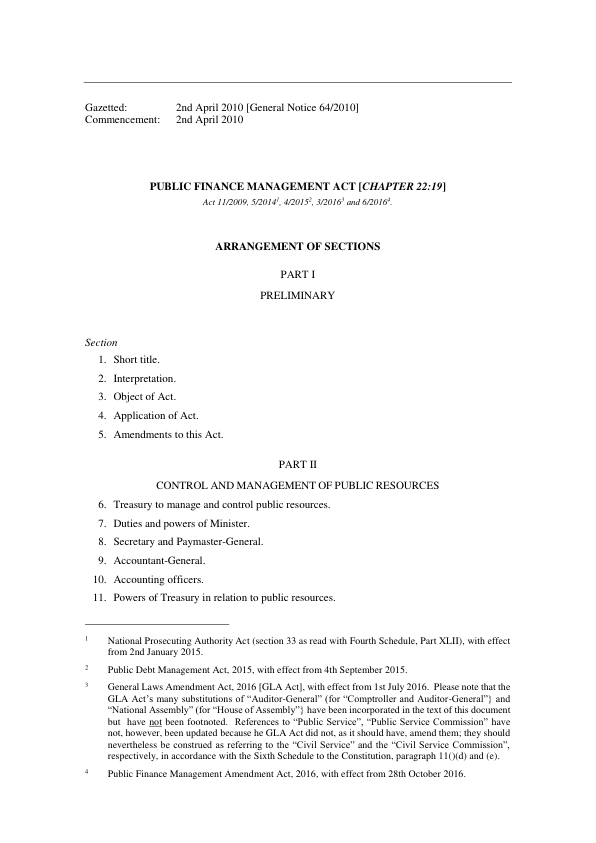 Gazetted: 2nd April 2010 [General Notice 64/2010]
Commencement: 2nd April 2010
PUBLIC FINANCE MANAGEMENT ACT [CHAPTER 22:19]
Act 11/2009, 5/2014¹, 4/2015², 3/2016³ and 6/2016⁴.
ARRANGEMENT OF SECTIONS
PART I
PRELIMINARY
Section
1. Short title.
2. Interpretation.
3. Object of Act.
4. Application of Act.
5. Amendments to this Act.
PART II
CONTROL AND MANAGEMENT OF PUBLIC RESOURCES
6. Treasury to manage and control public resources.
7. Duties and powers of Minister.
8. Secretary and Paymaster-General.
9. Accountant-General.
10. Accounting officers.
11. Powers of Treasury in relation to public resources.
1 National Prosecuting Authority Act (section 33 as read with Fourth Schedule, Part XLII), with effect
from 2nd January 2015.
2 Public Debt Management Act, 2015, with effect from 4th September 2015.
3 General Laws Amendment Act, 2016 [GLA Act], with effect from 1st July 2016. Please note that the
GLA Act’s many substitutions of “Auditor-General” (for “Comptroller and Auditor-General”} and
“National Assembly” (for “House of Assembly”} have been incorporated in the text of this document
but have not been footnoted. References to “Public Service”, “Public Service Commission” have
not, however, been updated because he GLA Act did not, as it should have, amend them; they should
nevertheless be construed as referring to the “Civil Service” and the “Civil Service Commission”,
respectively, in accordance with the Sixth Schedule to the Constitution, paragraph 11()(d) and (e).
4 Public Finance Management Amendment Act, 2016, with effect from 28th October 2016.